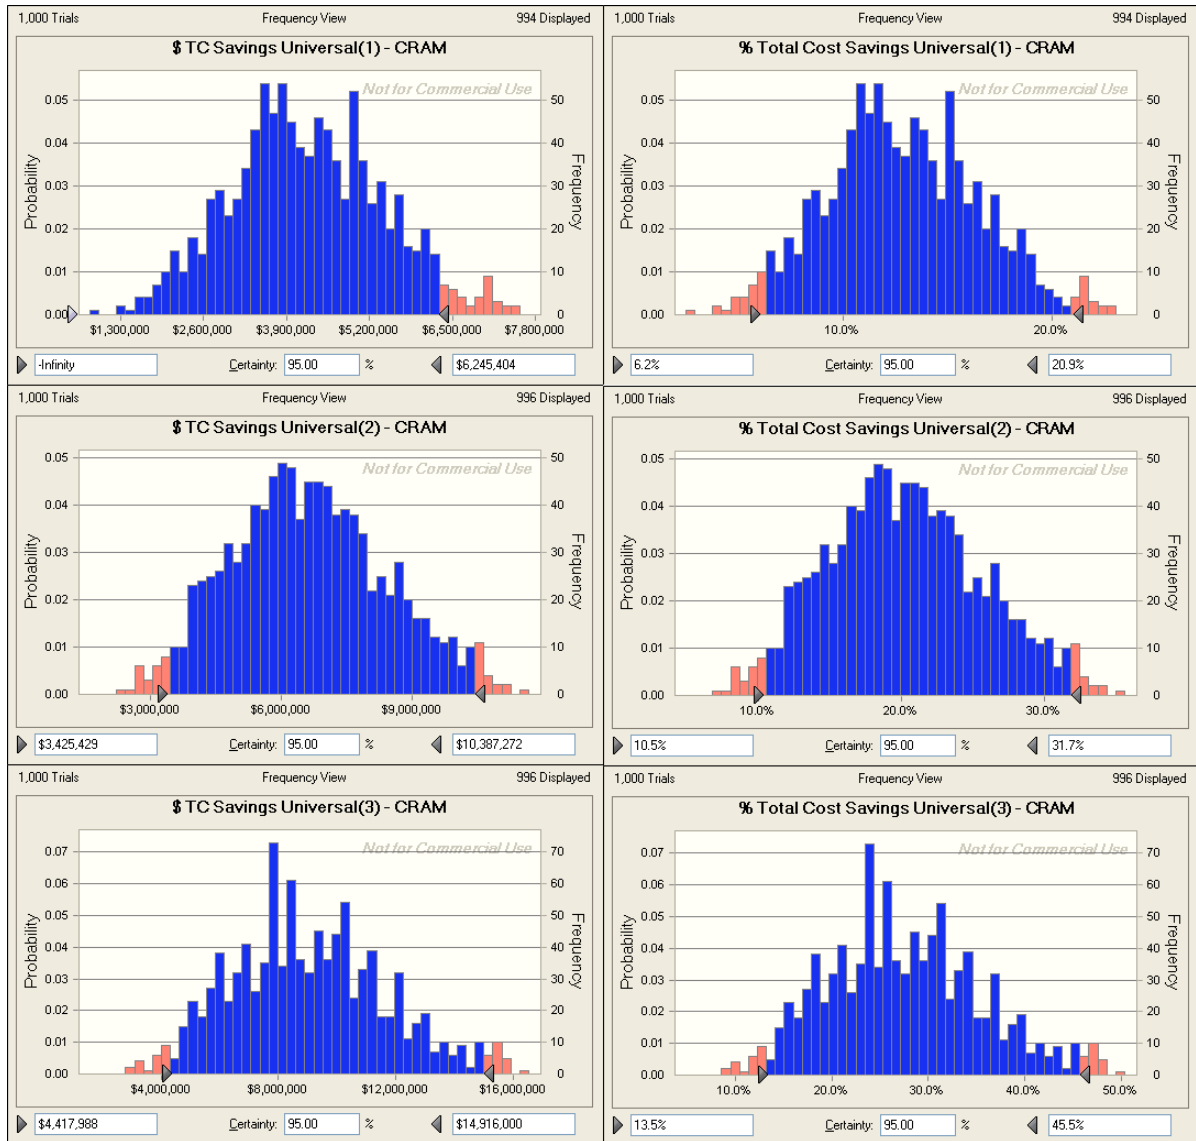 1,000 Trials Frequency View 994 Displayed
$ TC Savings Universal(1) - CRAM
Not for Commercial Use
Probability
Frequency
0.05 50
0.04 40
0.03 30
0.02 20
0.01 10
0.00 0
$1,300,000 $2,600,000 $3,900,000 $5,200,000 $6,500,000 $7,800,000
-Infinity Certainty: 95.00 % $6,245,404
1,000 Trials Frequency View 994 Displayed
% Total Cost Savings Universal(1) - CRAM
Not for Commercial Use
Probability
Frequency
0.05 50
0.04 40
0.03 30
0.02 20
0.01 10
0.00 0
10.0% 20.0%
6.2% Certainty: 95.00 % 20.9%
1,000 Trials Frequency View 996 Displayed
$ TC Savings Universal(2) - CRAM
Not for Commercial Use
Probability
Frequency
0.05 50
0.04 40
0.03 30
0.02 20
0.01 10
0.00 0
$3,000,000 $6,000,000 $9,000,000
$3,425,429 Certainty: 95.00 % $10,387,272
1,000 Trials Frequency View 996 Displayed
% Total Cost Savings Universal(2) - CRAM
Not for Commercial Use
Probability
Frequency
0.05 50
0.04 40
0.03 30
0.02 20
0.01 10
0.00 0
10.0% 20.0% 30.0%
10.5% Certainty: 95.00 % 31.7%
1,000 Trials Frequency View 996 Displayed
$ TC Savings Universal(3) - CRAM
Not for Commercial Use
Probability
Frequency
0.07 70
0.06 60
0.05 50
0.04 40
0.03 30
0.02 20
0.01 10
0.00 0
$4,000,000 $8,000,000 $12,000,000 $16,000,000
$4,417,988 Certainty: 95.00 % $14,916,000
1,000 Trials Frequency View 996 Displayed
% Total Cost Savings Universal(3) - CRAM
Not for Commercial Use
Probability
Frequency
0.07 70
0.06 60
0.05 50
0.04 40
0.03 30
0.02 20
0.01 10
0.00 0
10.0% 20.0% 30.0% 40.0% 50.0%
13.5% Certainty: 95.00 % 45.5%